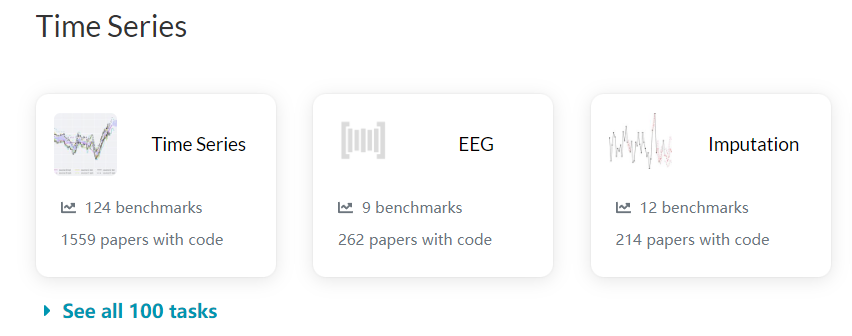 Time Series
Time Series
EEG
Imputation
124 benchmarks
9 benchmarks
12 benchmarks
1559 papers with code
262 papers with code
214 papers with code
See all 100 tasks